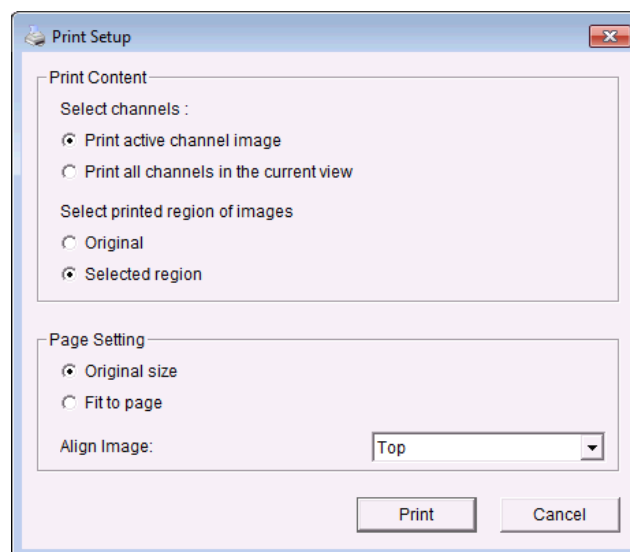 Print Setup
Print Content
Select channels :
Print active channel image
Print all channels in the current view
Select printed region of images
Original
Selected region
Page Setting
Original size
Fit to page
Align Image: Top
Print Cancel